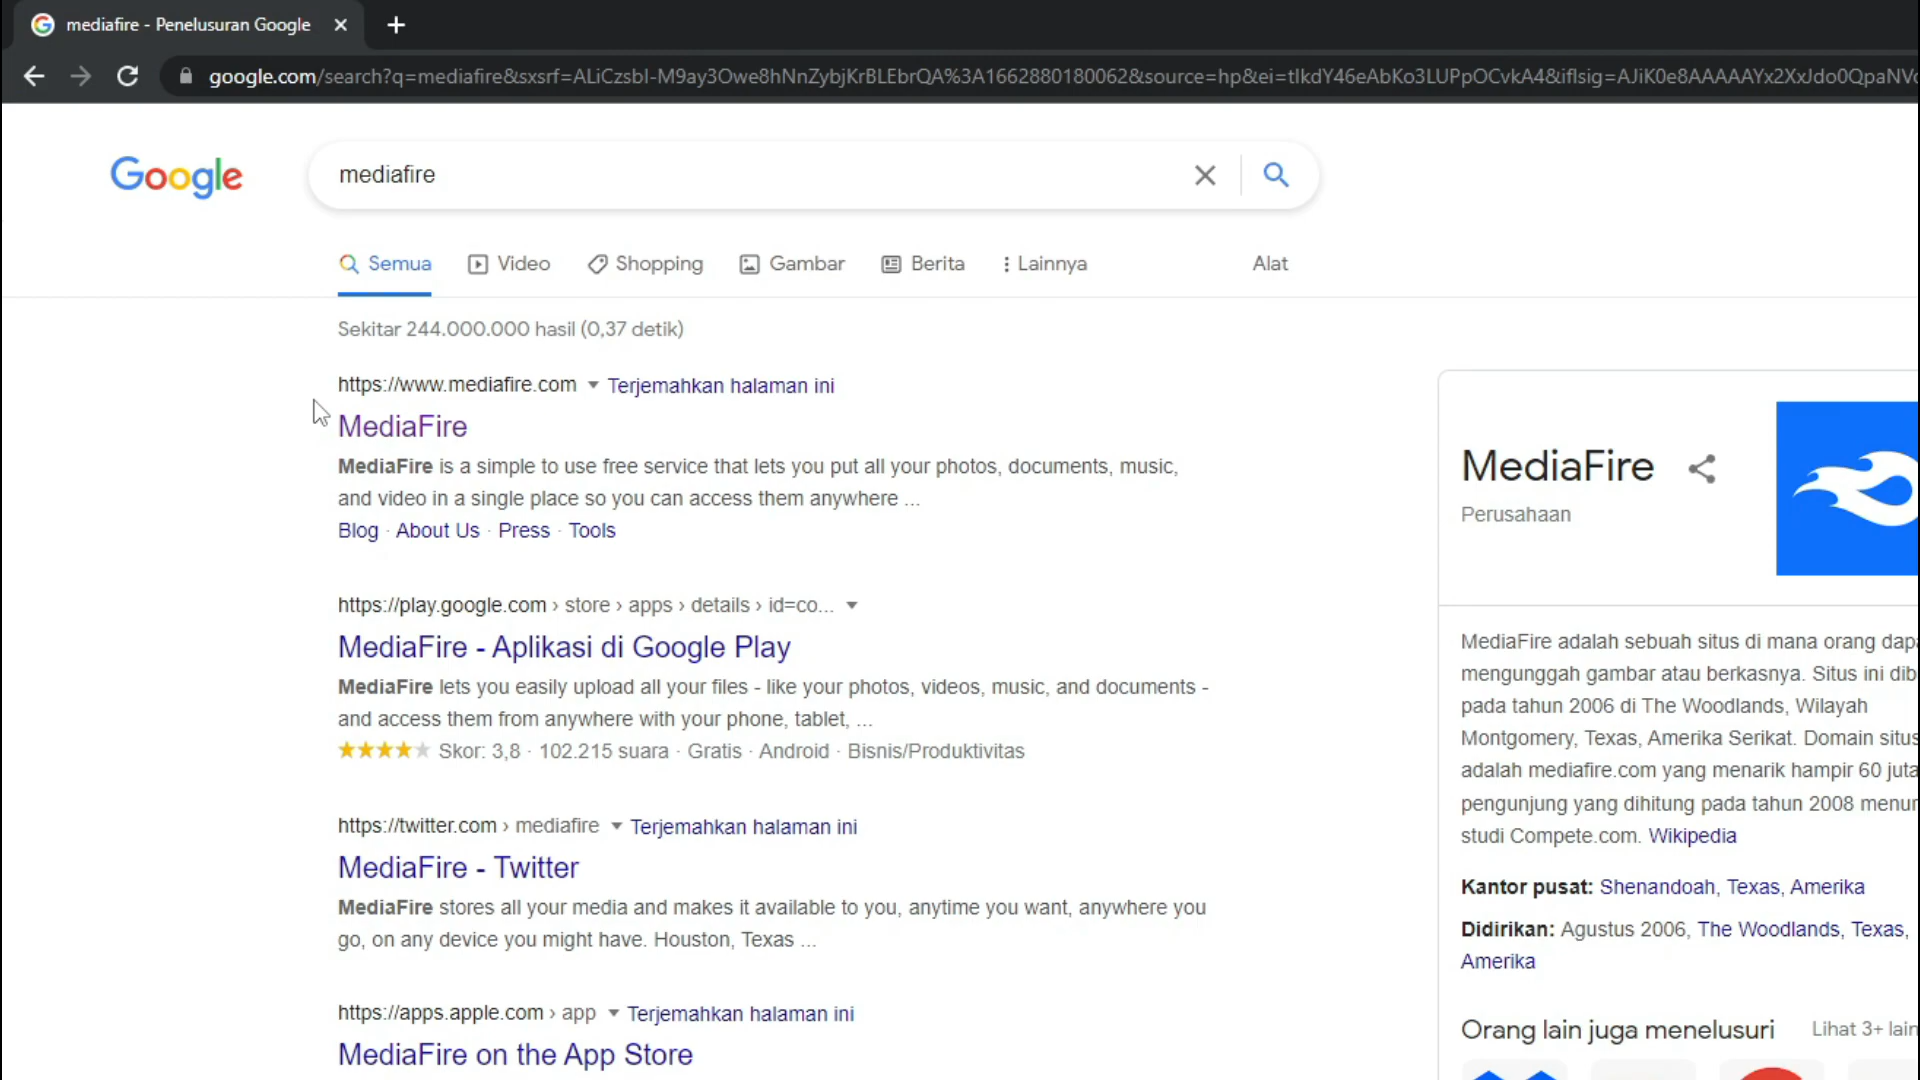 mediafire - Penelusuran Google
google.com/search?q=mediafire&sxsrf=ALiCzsbI-M9ay3Owe8hNnZybjKrBLEbrQA%3A1662880180062&source=hp&ei=tIkdY46eAbKo3LUPpOCvkA4&iflsig=AJiK0e8AAAAAYx2XxJdo0QpaNV
Google
mediafire
Semua
Video
Shopping
Gambar
Berita
Lainnya
Alat
Sekitar 244.000.000 hasil (0,37 detik)
https://www.mediafire.com Terjemahkan halaman ini
MediaFire
MediaFire is a simple to use free service that lets you put all your photos, documents, music,
and video in a single place so you can access them anywhere ...
Blog · About Us · Press · Tools
https://play.google.com › store › apps › details › id=co...
MediaFire - Aplikasi di Google Play
MediaFire lets you easily upload all your files - like your photos, videos, music, and documents -
and access them from anywhere with your phone, tablet, ...
Skor: 3,8 · 102.215 suara · Gratis · Android · Bisnis/Produktivitas
https://twitter.com › mediafire Terjemahkan halaman ini
MediaFire - Twitter
MediaFire stores all your media and makes it available to you, anytime you want, anywhere you
go, on any device you might have. Houston, Texas ...
https://apps.apple.com › app Terjemahkan halaman ini
MediaFire on the App Store
MediaFire
Perusahaan
MediaFire adalah sebuah situs di mana orang dapa
mengunggah gambar atau berkasnya. Situs ini dib
pada tahun 2006 di The Woodlands, Wilayah
Montgomery, Texas, Amerika Serikat. Domain situs
adalah mediafire.com yang menarik hampir 60 juta
pengunjung yang dihitung pada tahun 2008 menur
studi Compete.com. Wikipedia
Kantor pusat: Shenandoah, Texas, Amerika
Didirikan: Agustus 2006, The Woodlands, Texas,
Amerika
Orang lain juga menelusuri
Lihat 3+ lain